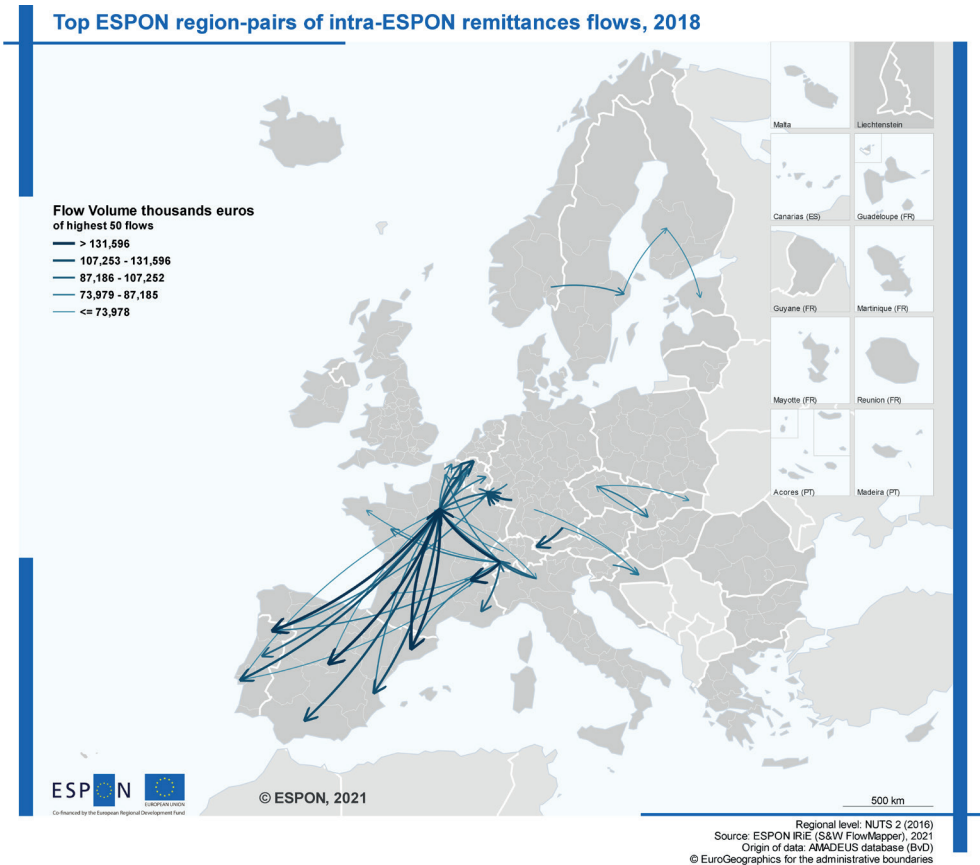 Top ESPON region-pairs of intra-ESPON remittances flows, 2018
Flow Volume thousands euros
of highest 50 flows
> 131,596
107,253 - 131,596
87,186 - 107,252
73,979 - 87,185
<= 73,978
Malta
Liechtenstein
Canarias (ES)
Guadeloupe (FR)
Guyane (FR)
Martinique (FR)
Mayotte (FR)
Reunion (FR)
Acores (PT)
Madeira (PT)
ESPON
EUROPEAN UNION
Co-financed by the European Regional Development Fund
© ESPON, 2021
500 km
Regional level: NUTS 2 (2016)
Source: ESPON IRiE (S&W FlowMapper), 2021
Origin of data: AMADEUS database (BvD)
© EuroGeographics for the administrative boundaries